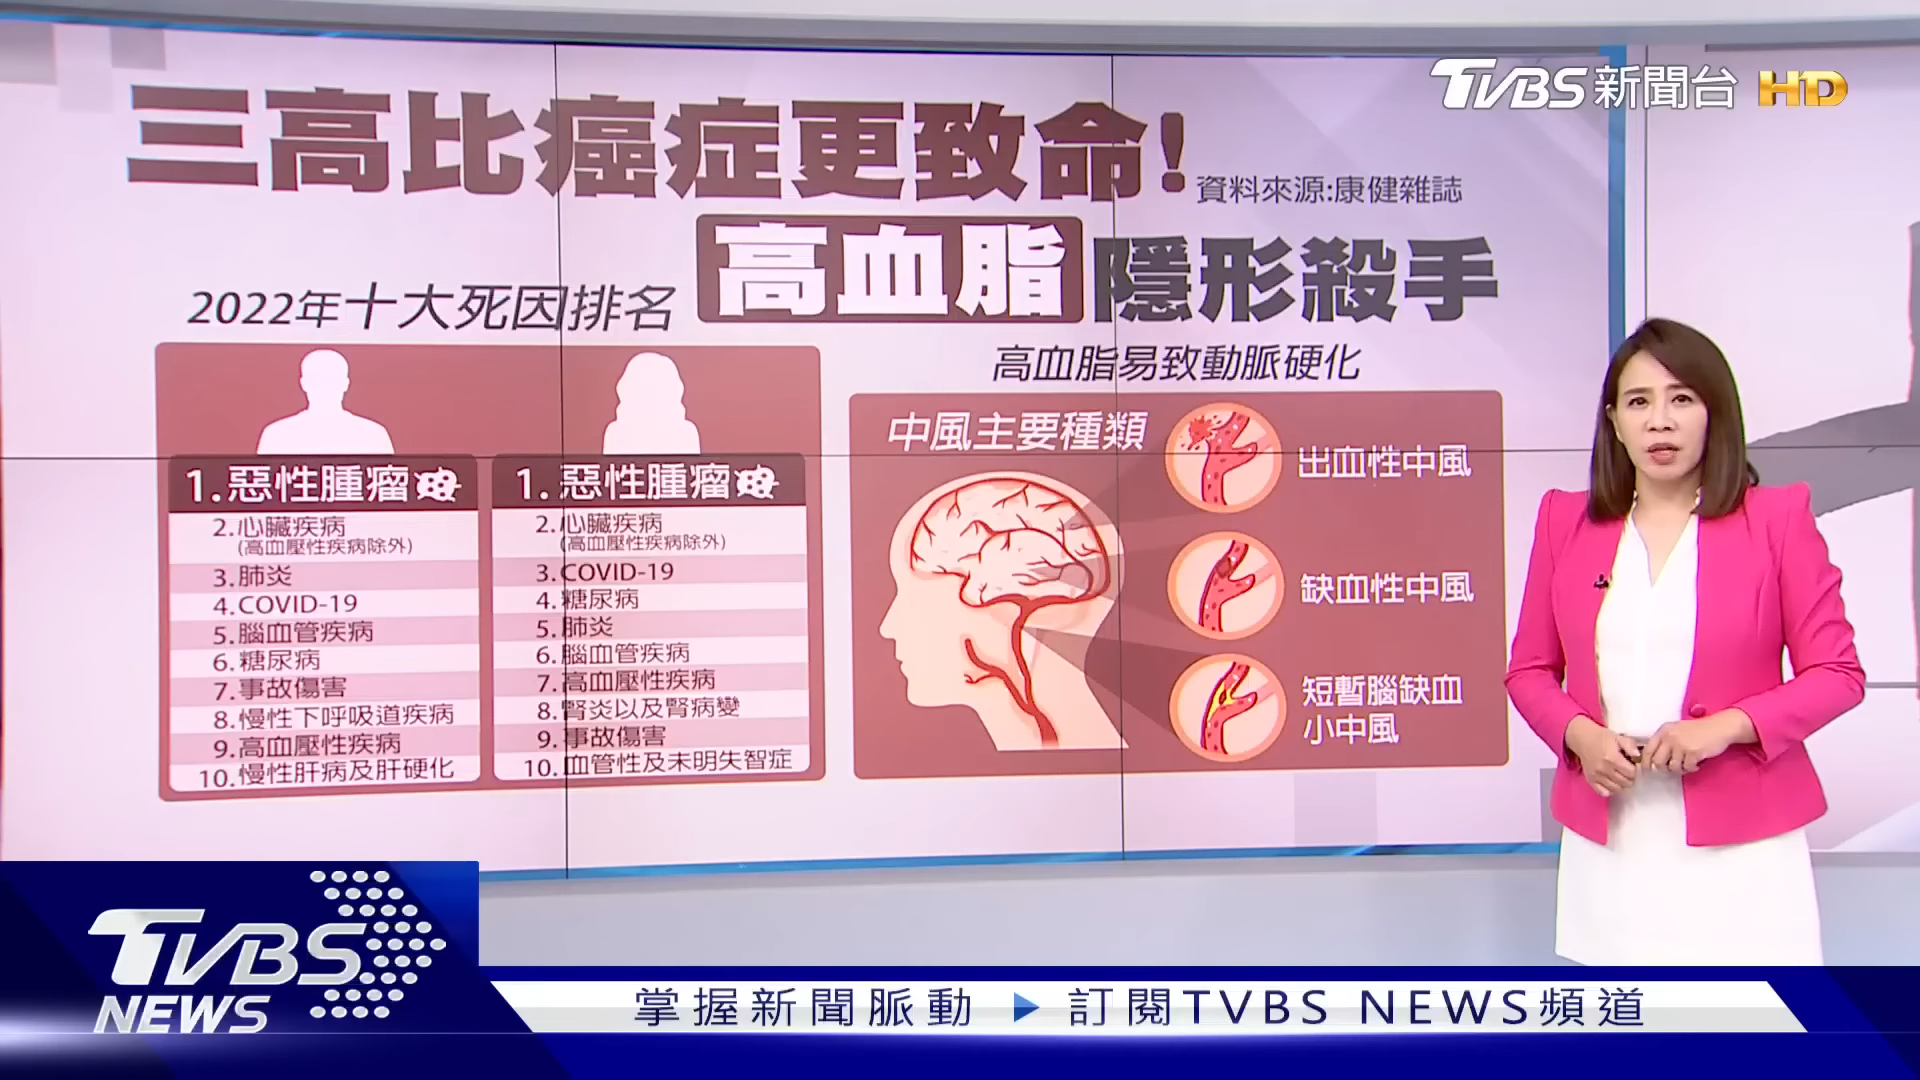 TVBS新聞台 HD
三高比癌症更致命!
資料來源:康健雜誌
高血脂 隱形殺手
2022年十大死因排名
1.惡性腫瘤
2.心臟疾病
(高血壓性疾病除外)
3.肺炎
4.COVID-19
5.腦血管疾病
6.糖尿病
7.事故傷害
8.慢性下呼吸道疾病
9.高血壓性疾病
10.慢性肝病及肝硬化
1.惡性腫瘤
2.心臟疾病
(高血壓性疾病除外)
3.COVID-19
4.糖尿病
5.肺炎
6.腦血管疾病
7.高血壓性疾病
8.腎炎以及腎病變
9.事故傷害
10.血管性及未明失智症
高血脂易致動脈硬化
中風主要種類
出血性中風
缺血性中風
短暫腦缺血
小中風
TVBS
NEWS
掌握新聞脈動 ▶ 訂閱TVBS NEWS頻道